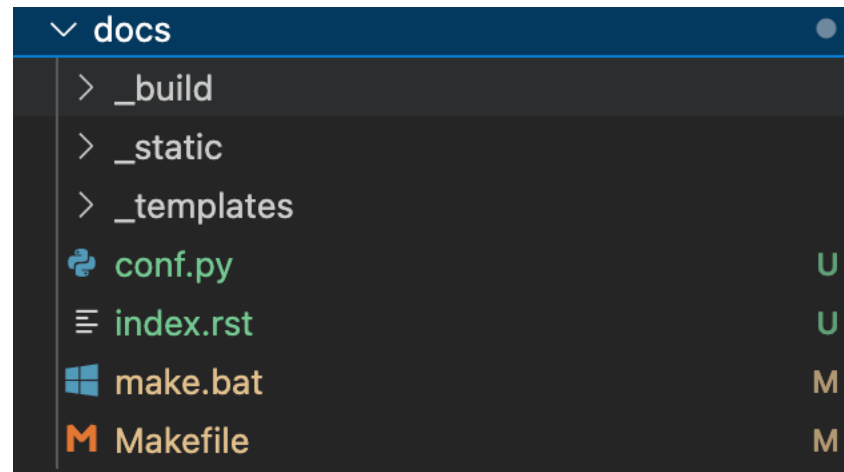 docs
_build
_static
_templates
conf.py U
index.rst U
make.bat M
Makefile M